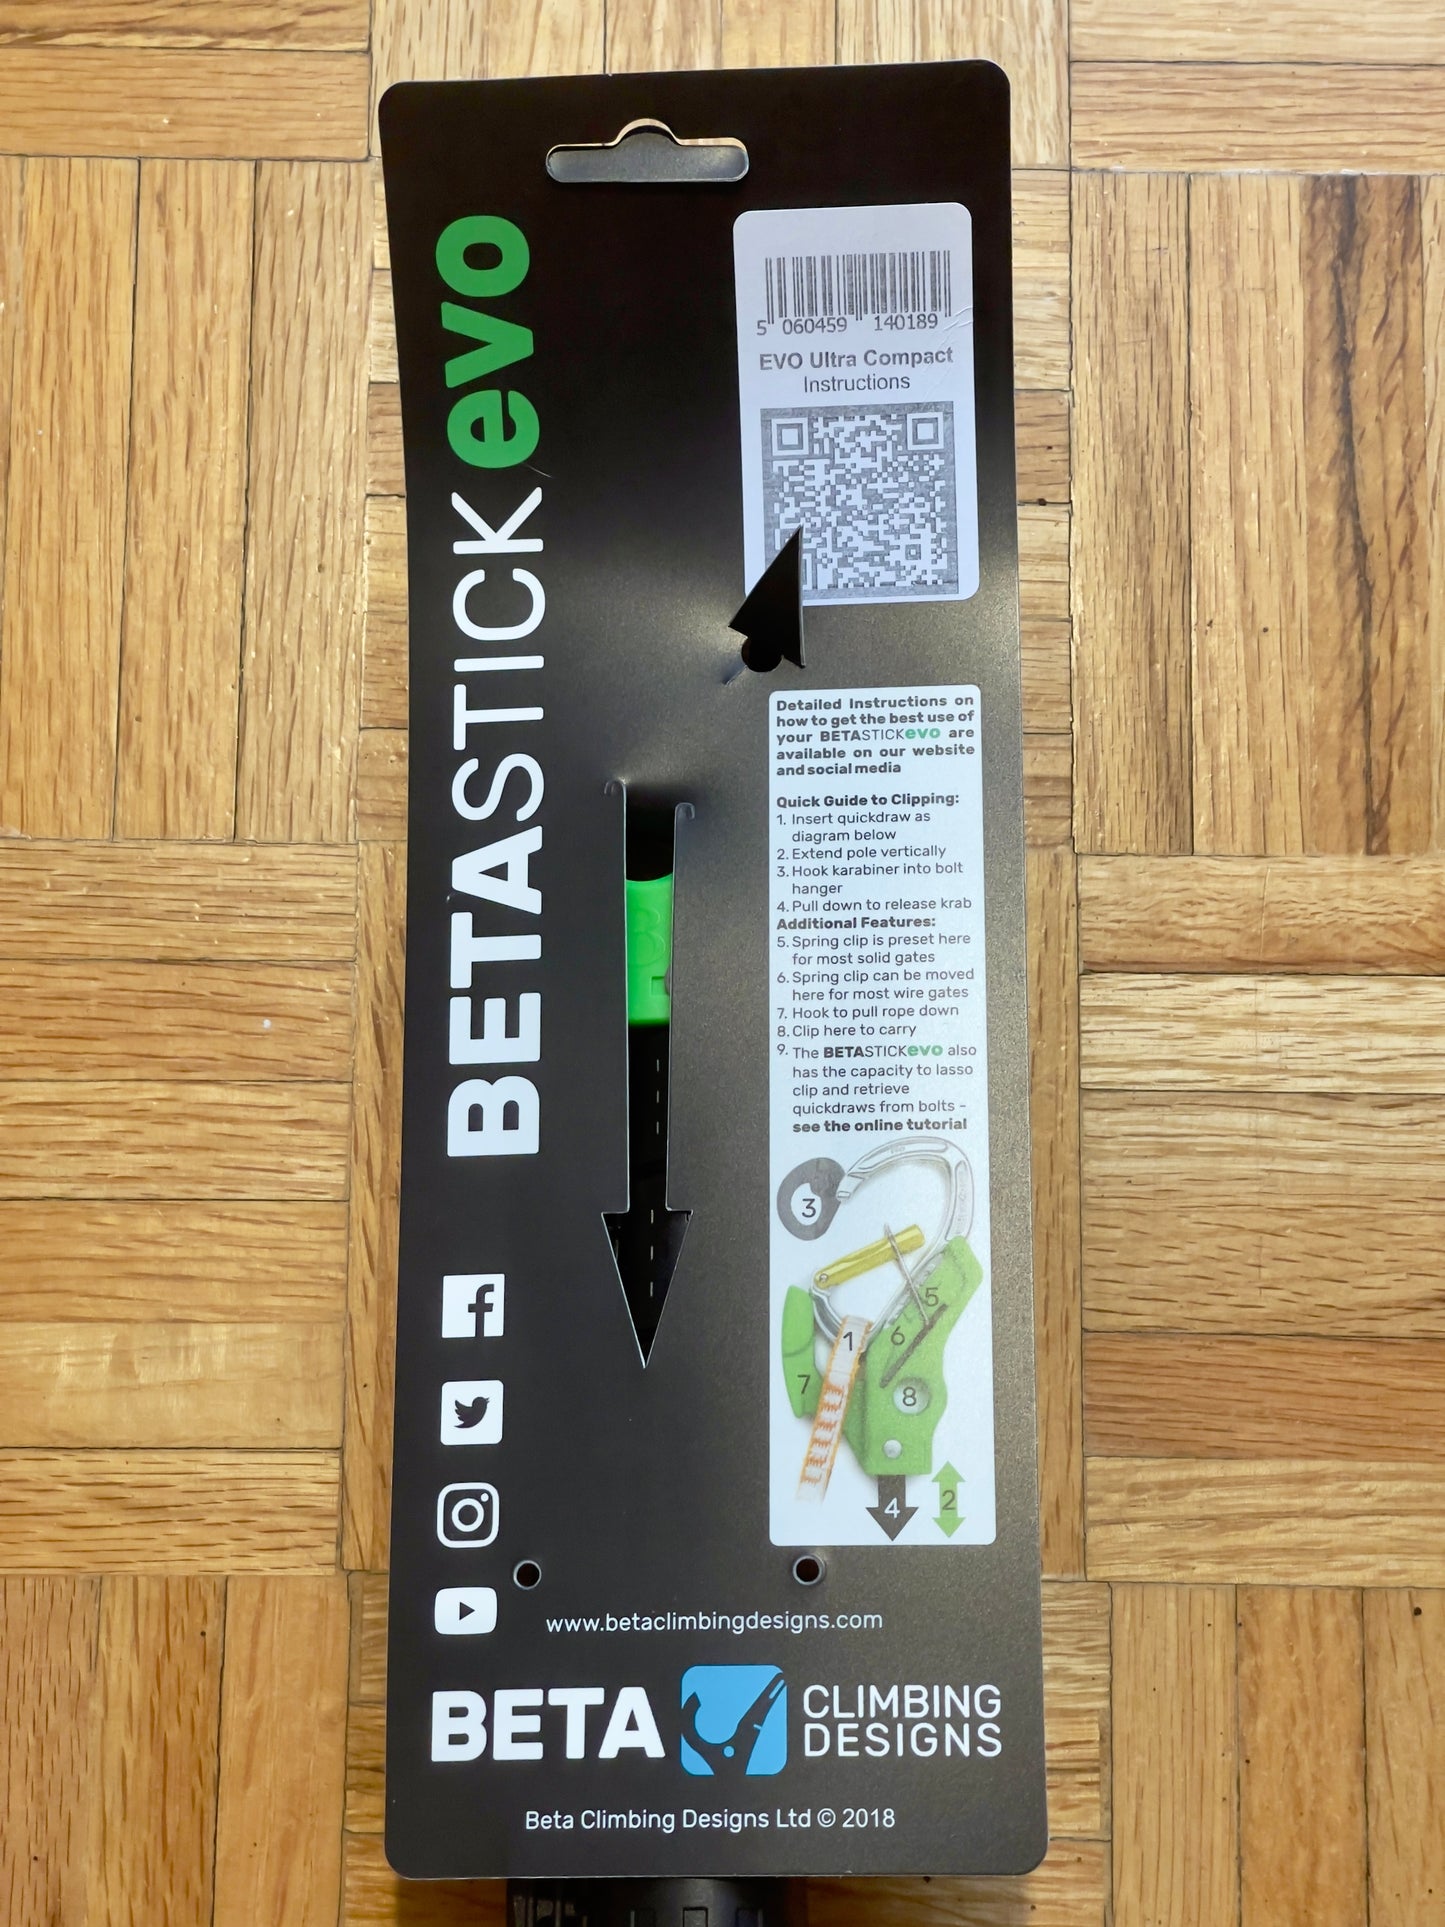 BETASTICKevo
5 060459 140189
EVO Ultra Compact
Instructions
Detailed Instructions on
how to get the best use of
your BETASTICKevo are
available on our website
and social media
Quick Guide to Clipping:
1. Insert quickdraw as
diagram below
2. Extend pole vertically
3. Hook karabiner into bolt
hanger
4. Pull down to release krab
Additional Features:
5. Spring clip is preset here
for most solid gates
6. Spring clip can be moved
here for most wire gates
7. Hook to pull rope down
8. Clip here to carry
9. The BETASTICKevo also
has the capacity to lasso
clip and retrieve
quickdraws from bolts -
see the online tutorial
3
5
6
1
7
8
4
2
www.betaclimbingdesigns.com
BETA CLIMBING
DESIGNS
Beta Climbing Designs Ltd © 2018